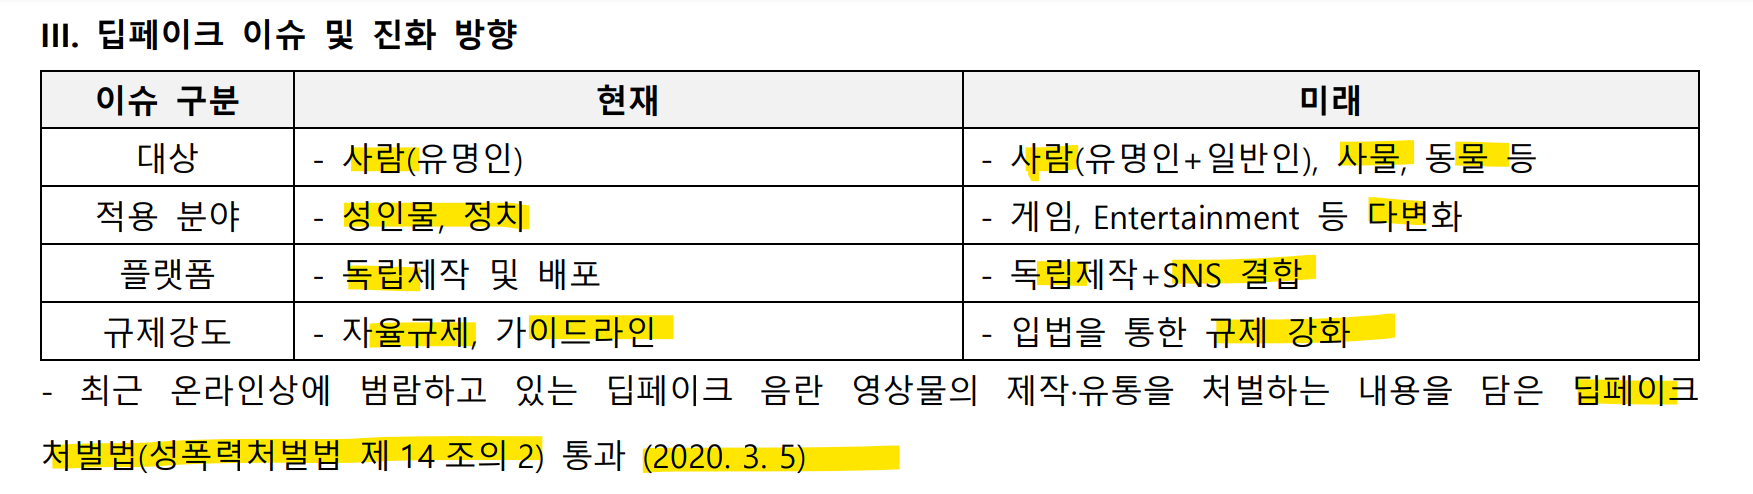 III. 딥페이크 이슈 및 진화 방향
이슈 구분 현재 미래
대상 - 사람(유명인) - 사람(유명인+일반인), 사물, 동물 등
적용 분야 - 성인물, 정치 - 게임, Entertainment 등 다변화
플랫폼 - 독립제작 및 배포 - 독립제작+SNS 결합
규제강도 - 자율규제, 가이드라인 - 입법을 통한 규제 강화
- 최근 온라인상에 범람하고 있는 딥페이크 음란 영상물의 제작·유통을 처벌하는 내용을 담은 딥페이크
처벌법(성폭력처벌법 제 14 조의 2) 통과 (2020. 3. 5)